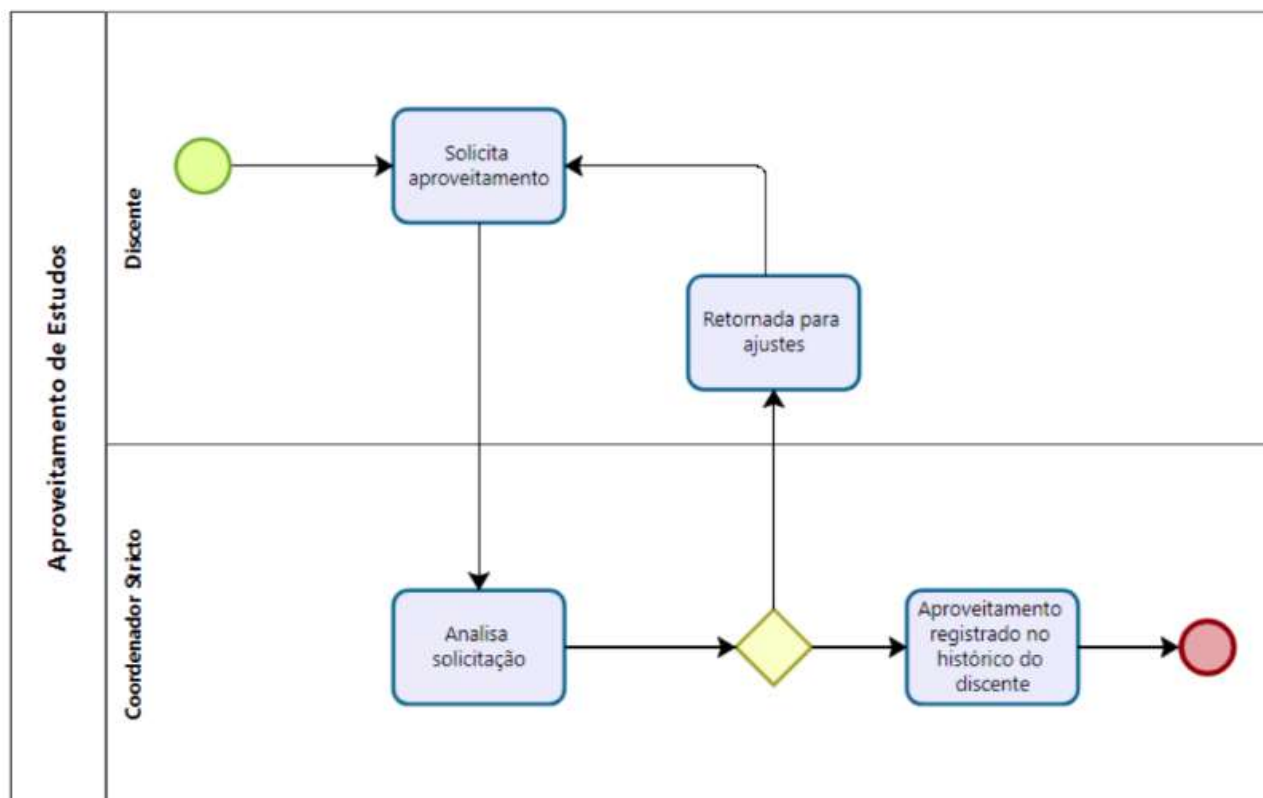 Aproveitamento de Estudos
Discente
Solicita
aproveitamento
Retornada para
ajustes
Coordenador Stricto
Analisa
solicitação
Aproveitamento
registrado no
histórico do
discente